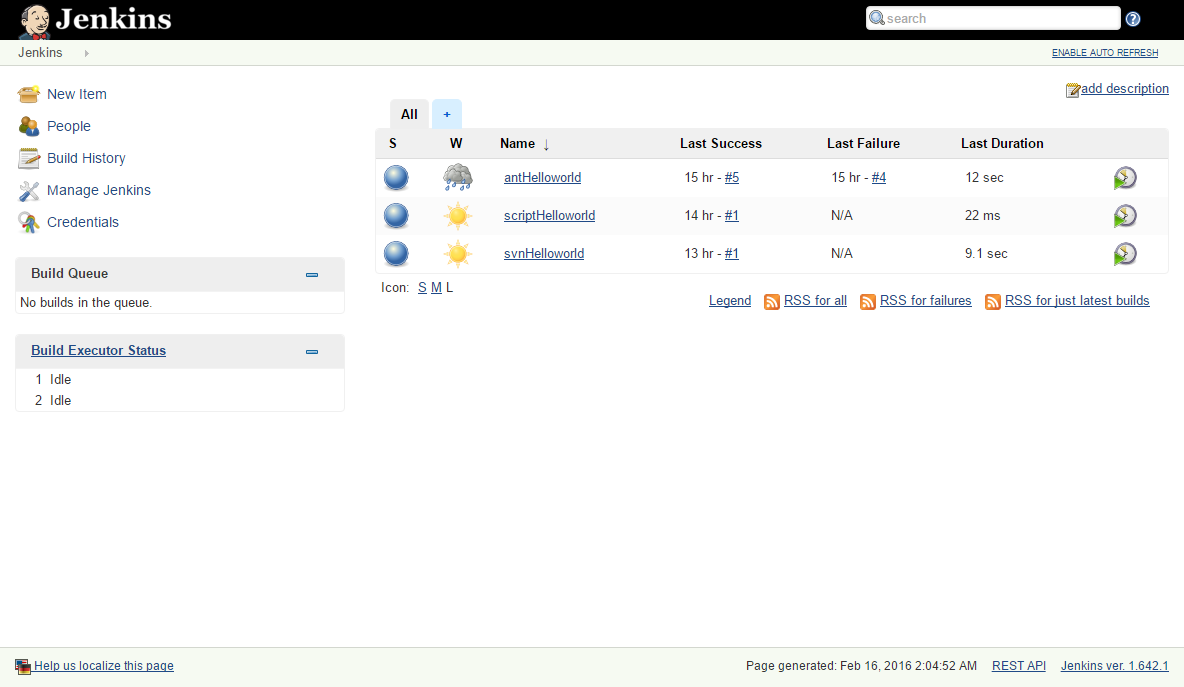 Jenkins
search
Jenkins
ENABLE AUTO REFRESH
New Item
People
Build History
Manage Jenkins
Credentials
Build Queue
No builds in the queue.
Build Executor Status
1 Idle
2 Idle
add description
All +
S W Name ↓ Last Success Last Failure Last Duration
antHelloworld 15 hr - #5 15 hr - #4 12 sec
scriptHelloworld 14 hr - #1 N/A 22 ms
svnHelloworld 13 hr - #1 N/A 9.1 sec
Icon: S M L
Legend RSS for all RSS for failures RSS for just latest builds
Help us localize this page
Page generated: Feb 16, 2016 2:04:52 AM REST API Jenkins ver. 1.642.1